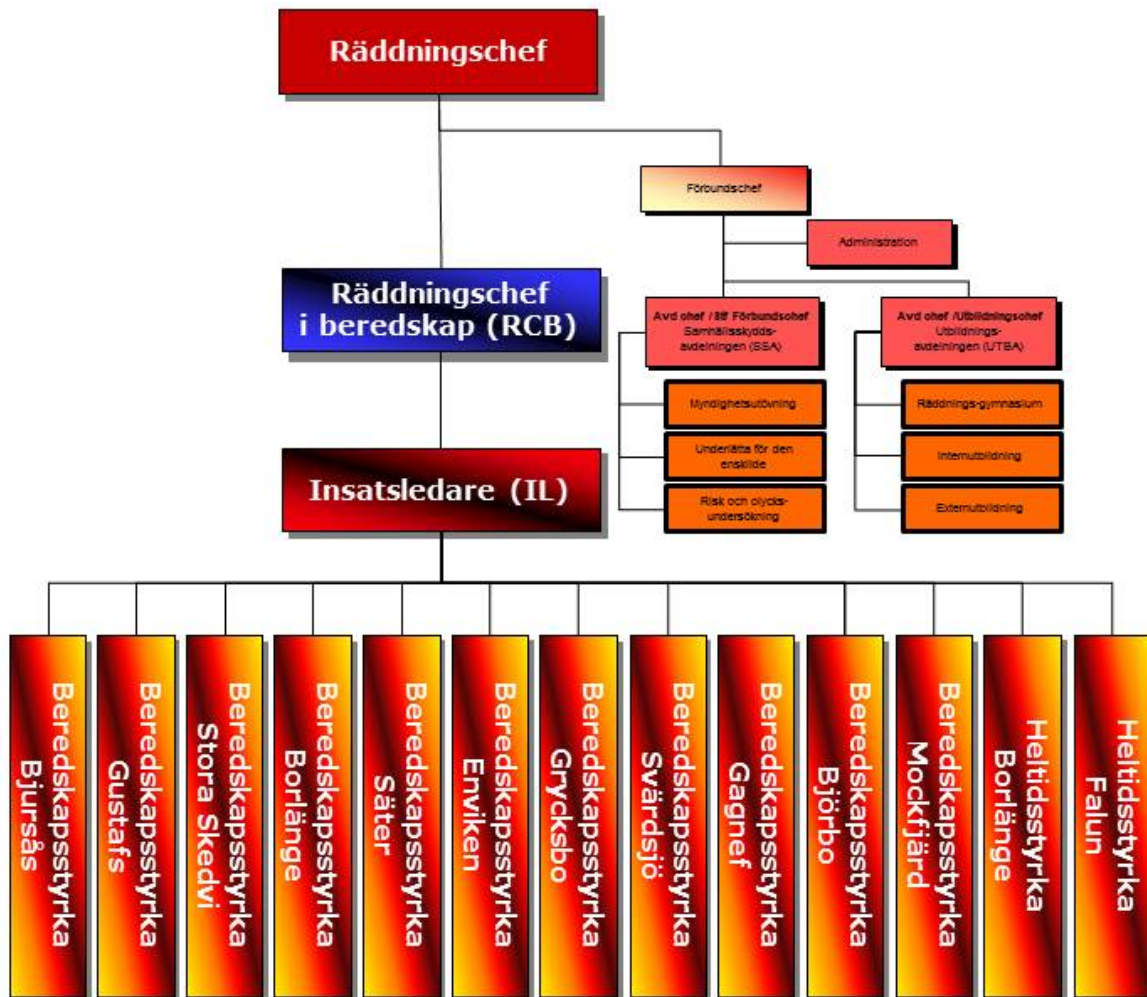 Räddningschef
Förbundschef
Administration
Räddningschef
i beredskap (RCB)
Avd chef / Stf Förbundschef
Samhällsskydds-
avdelningen (SSA)
Avd chef /Utbildningschef
Utbildnings-
avdelningen (UTBA)
Myndighetsutövning
Räddnings-gymnasium
Underlätta för den
enskilde
Internutbildning
Insatsledare (IL)
Risk och olycks-
undersökning
Externutbildning
Beredskapsstyrka
Bjursås
Beredskapsstyrka
Gustafs
Beredskapsstyrka
Stora Skedvi
Beredskapsstyrka
Borlänge
Beredskapsstyrka
Säter
Beredskapsstyrka
Enviken
Beredskapsstyrka
Grycksbo
Beredskapsstyrka
Svärdsjö
Beredskapsstyrka
Gagnef
Beredskapsstyrka
Björbo
Beredskapsstyrka
Mockfjärd
Heltidsstyrka
Borlänge
Heltidsstyrka
Falun